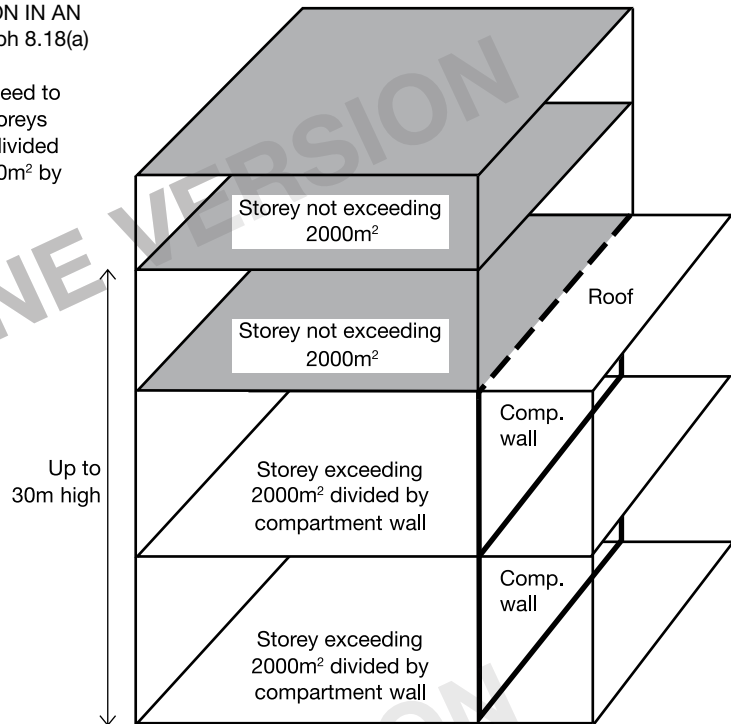 ON IN AN
ph 8.18(a)
eed to
oreys
divided
0m² by
Storey not exceeding
2000m²
Storey not exceeding
2000m²
Roof
Comp.
wall
Up to
30m high
Storey exceeding
2000m² divided by
compartment wall
Comp.
wall
Storey exceeding
2000m² divided by
compartment wall
NE VERSION